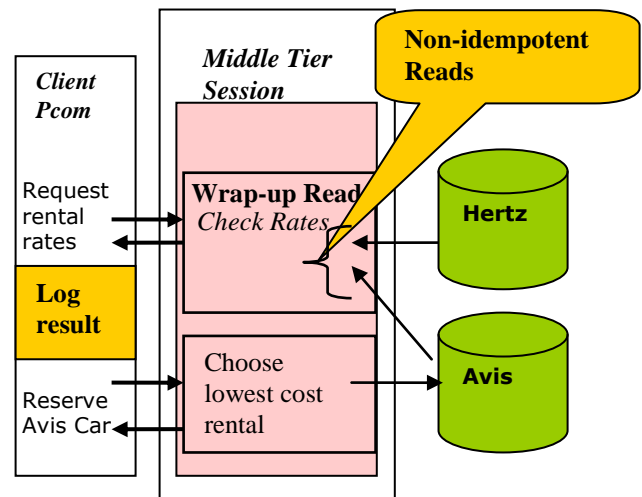 Non-idempotent
Reads
Client
Pcom
Middle Tier
Session
Request
rental
rates
Wrap-up Read
Check Rates
Hertz
Log
result
Reserve
Avis Car
Choose
lowest cost
rental
Avis